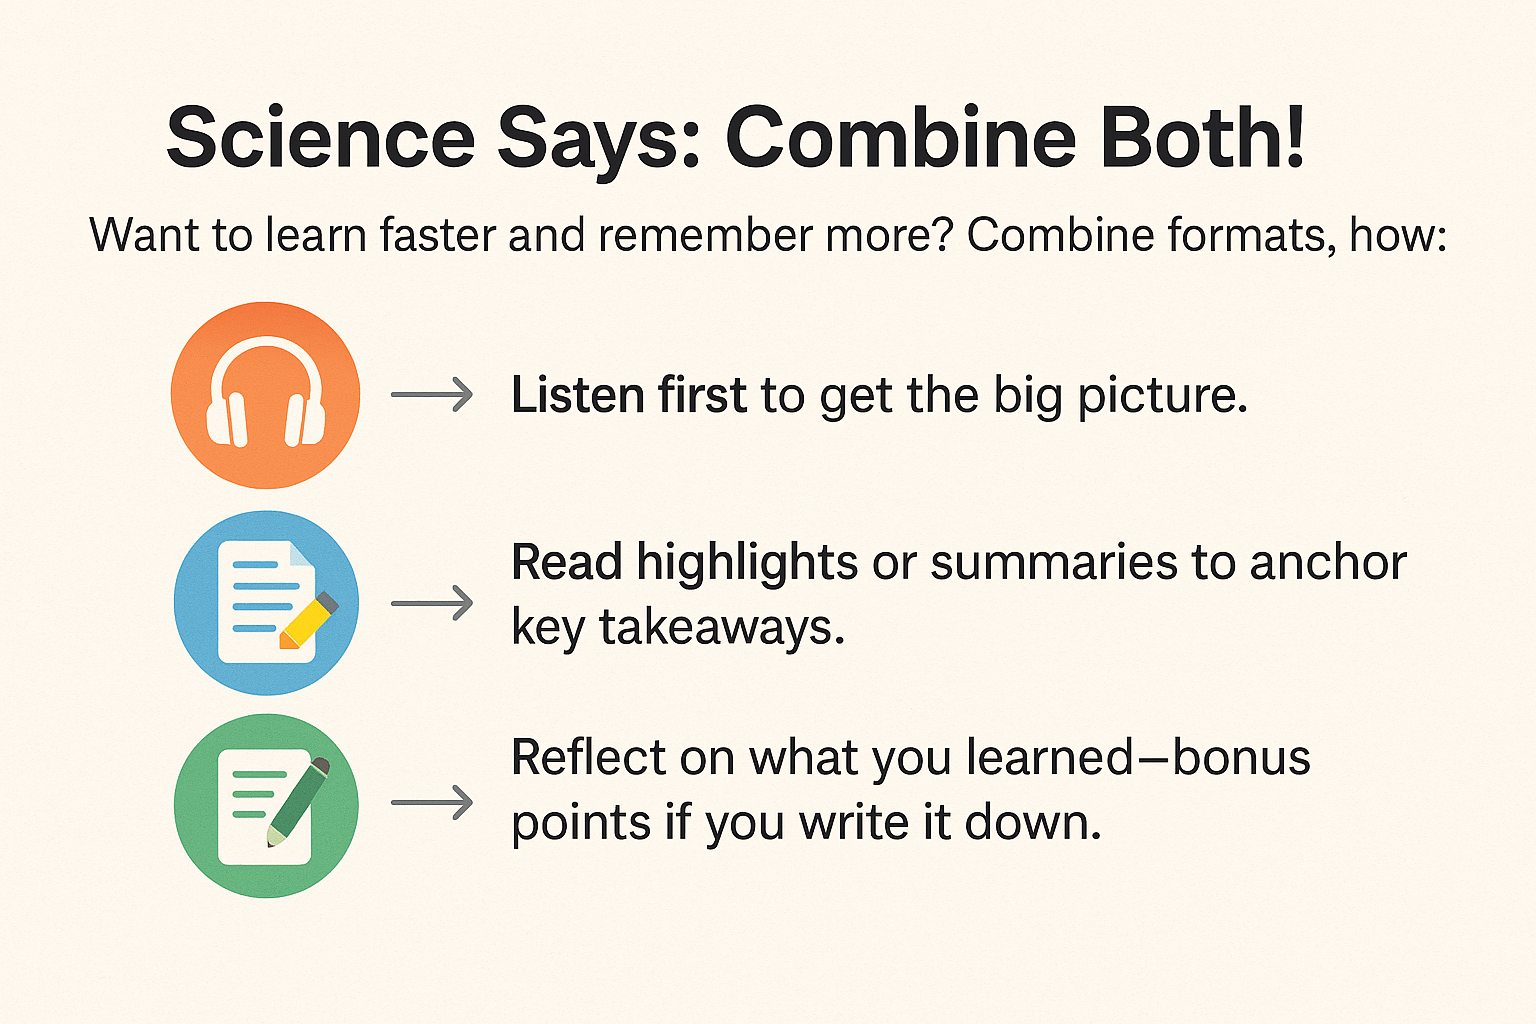 Science Says: Combine Both!
Want to learn faster and remember more? Combine formats, how:
Listen first to get the big picture.
Read highlights or summaries to anchor
key takeaways.
Reflect on what you learned—bonus
points if you write it down.